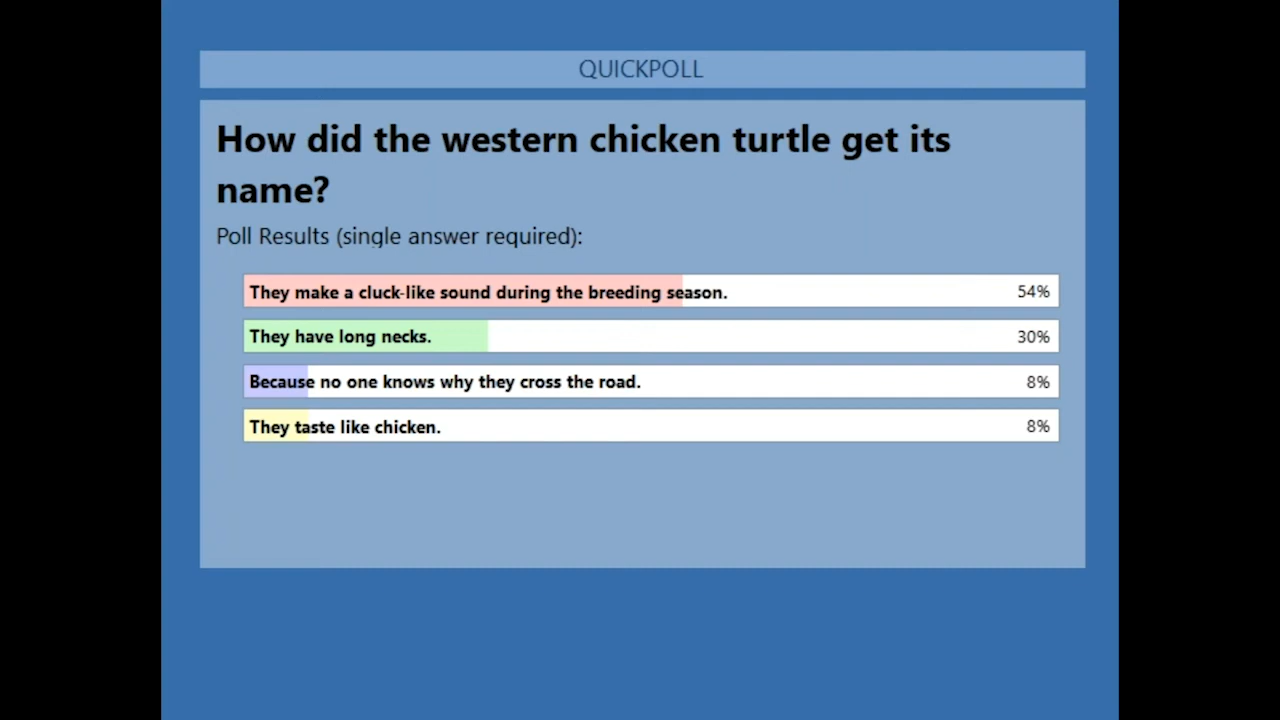 QUICKPOLL
How did the western chicken turtle get its
name?
Poll Results (single answer required):
They make a cluck-like sound during the breeding season. 54%
They have long necks. 30%
Because no one knows why they cross the road. 8%
They taste like chicken. 8%